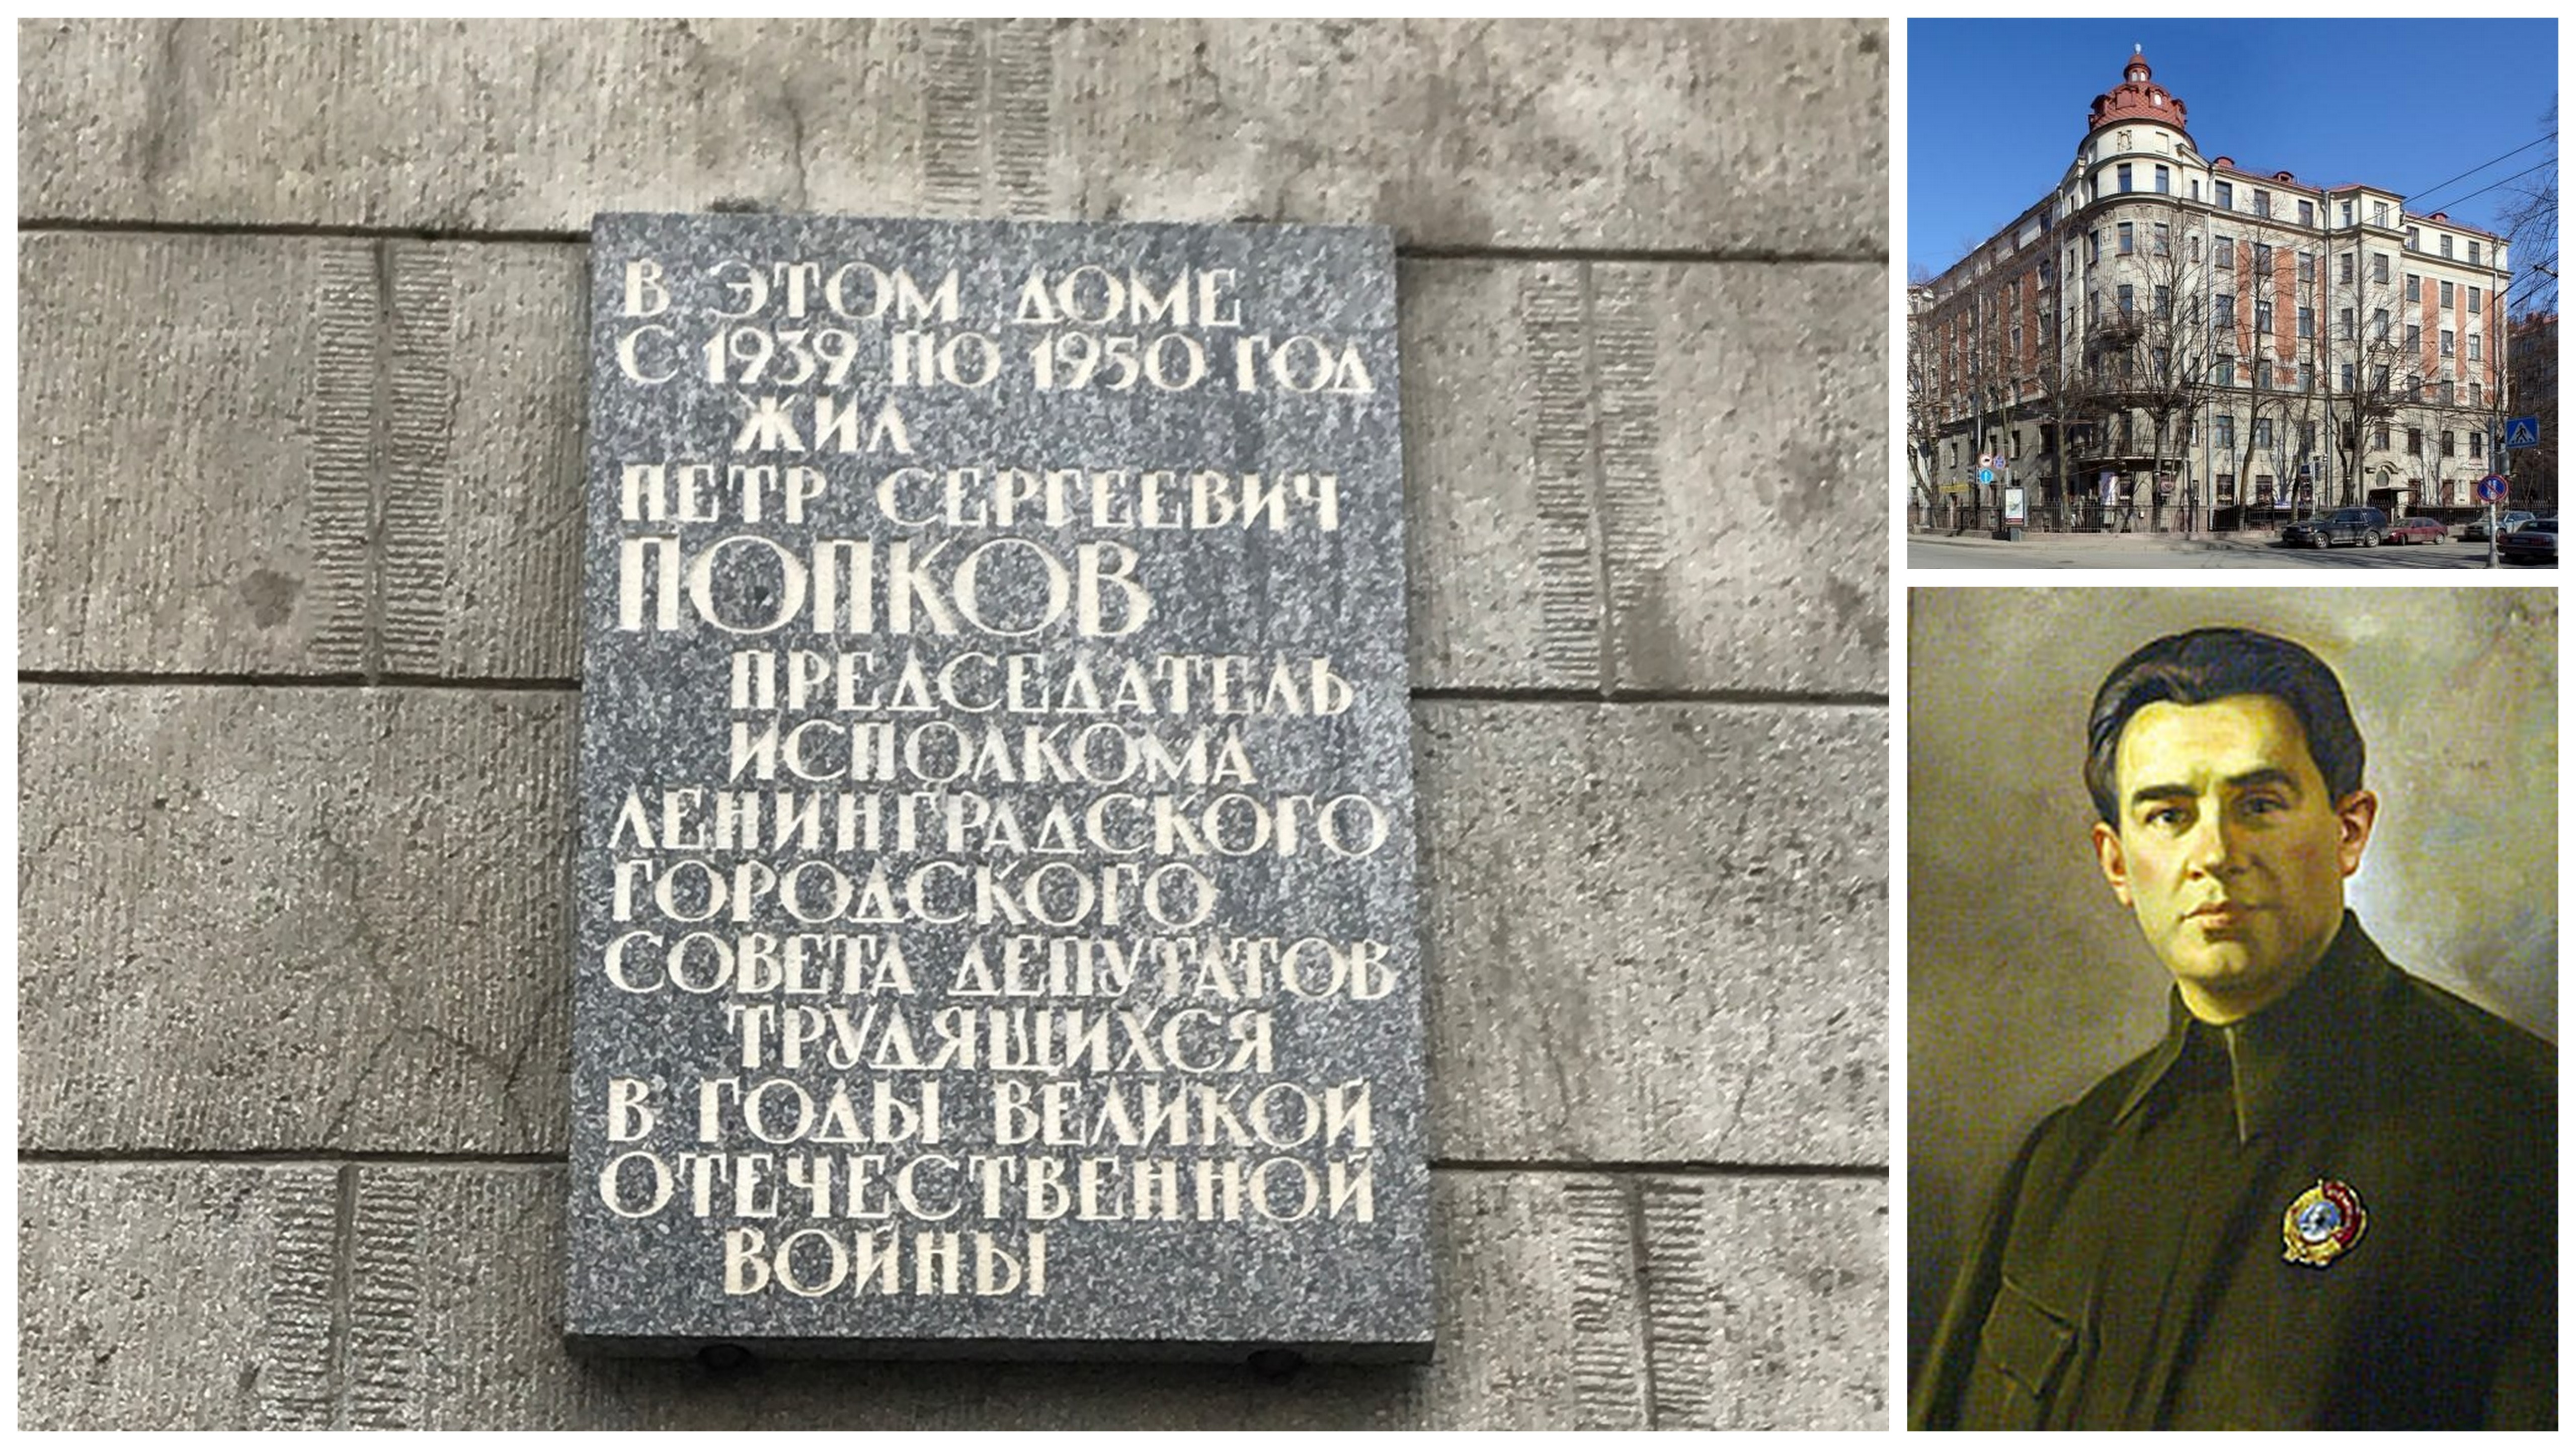 В ЭТОМ ДОМЕ
С 1939 ПО 1950 ГОД
ЖИЛ
ПЕТР СЕРГЕЕВИЧ
ПОПКОВ
ПРЕДСЕДАТЕЛЬ
ИСПОЛКОМА
ЛЕНИНГРАДСКОГО
ГОРОДСКОГО
СОВЕТА ДЕПУТАТОВ
ТРУДЯЩИХСЯ
В ГОДЫ ВЕЛИКОЙ
ОТЕЧЕСТВЕННОЙ
ВОЙНЫ